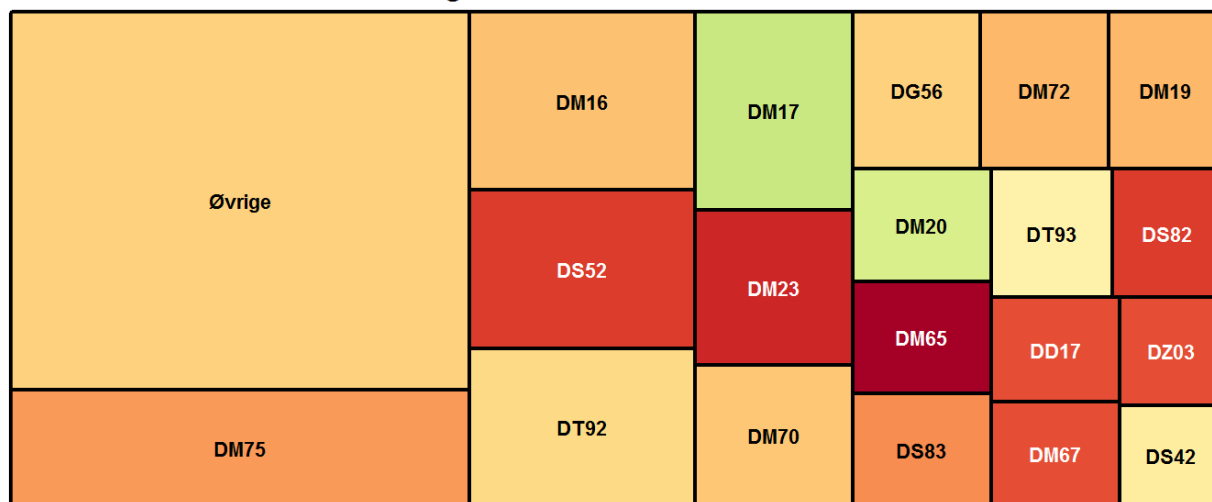 Øvrige
DM75
DM16
DS52
DT92
DM17
DM23
DM70
DG56
DM72
DM19
DM20
DT93
DS82
DM65
DD17
DZ03
DS83
DM67
DS42